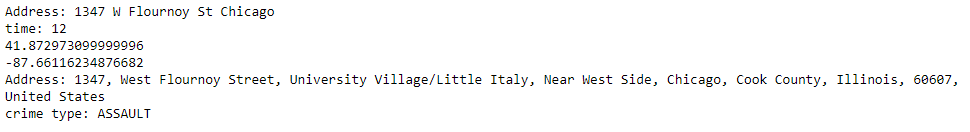 Address: 1347 W Flournoy St Chicago
time: 12
41.872973099999996
-87.66116234876682
Address: 1347, West Flournoy Street, University Village/Little Italy, Near West Side, Chicago, Cook County, Illinois, 60607,
United States
crime type: ASSAULT